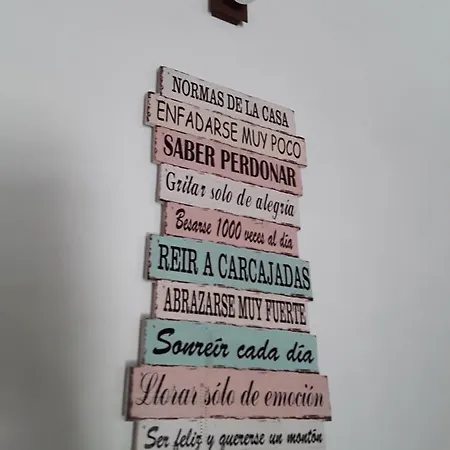 NORMAS DE LA CASA
ENFADARSE MUY POCO
SABER PERDONAR
Gritar solo de alegría
Besarse 1000 veces al día
REIR A CARCAJADAS
ABRAZARSE MUY FUERTE
Sonreír cada día
Llorar sólo de emoción
Ser feliz y quererse un montón